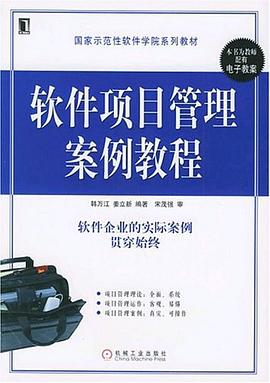 国家示范性软件学院系列教材
本书为教师
配有
电子教案
软件项目管理
案例教程
韩万江 姜立新 编著 宋茂强 审
软件企业的实际案例
贯穿始终
• 项目管理理论:全面、系统
• 项目管理运作:客观、易懂
• 项目管理案例:真实、可操作
机械工业出版社
China Machine Press